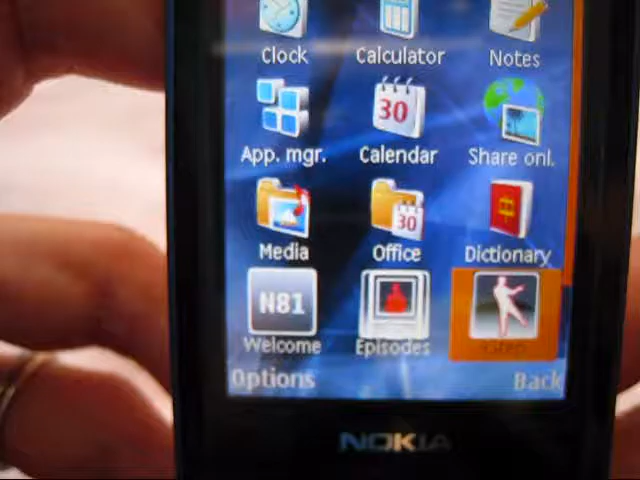 Clock Calculator Notes
30
App. mgr. Calendar Share onl.
30
Media Office Dictionary
N81
Welcome Episodes
Options Back
NOKIA